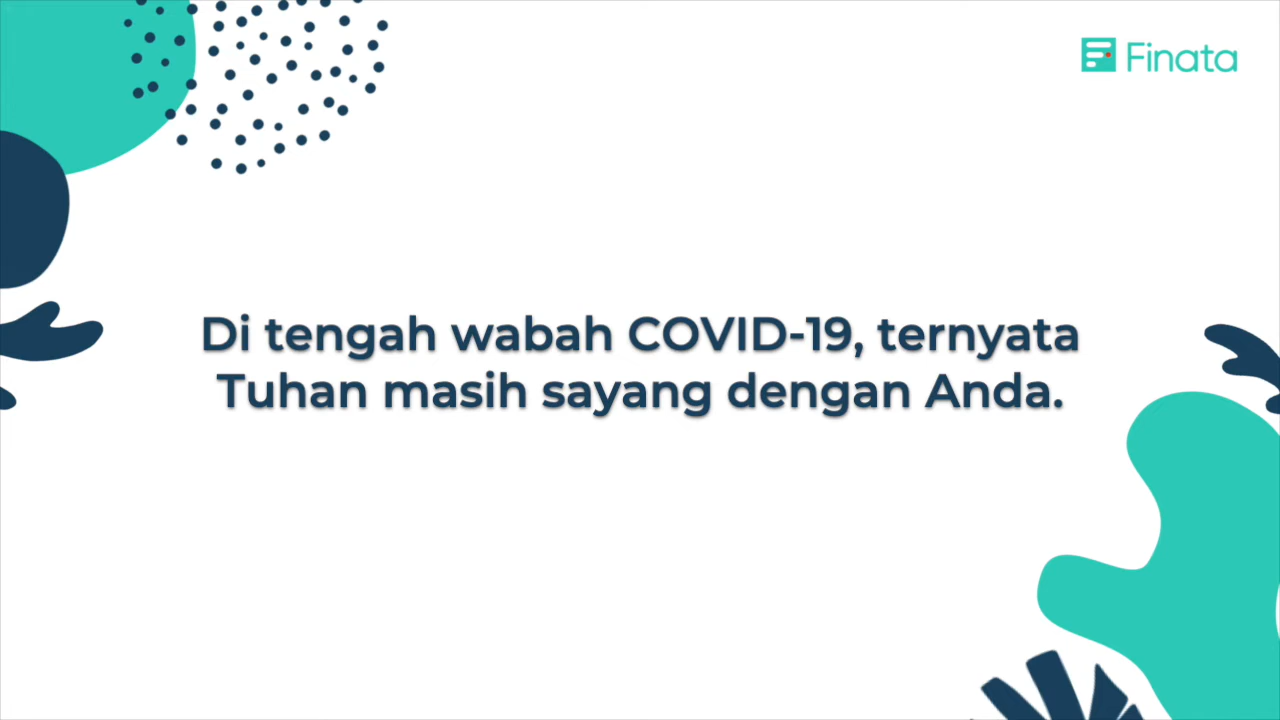 Finata
Di tengah wabah COVID-19, ternyata
Tuhan masih sayang dengan Anda.